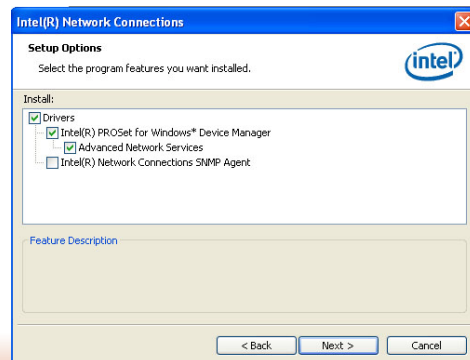 Intel(R) Network Connections
Setup Options
Select the program features you want installed.
intel
Install:
Drivers
Intel(R) PROSet for Windows* Device Manager
Advanced Network Services
Intel(R) Network Connections SNMP Agent
Feature Description
< Back
Next >
Cancel